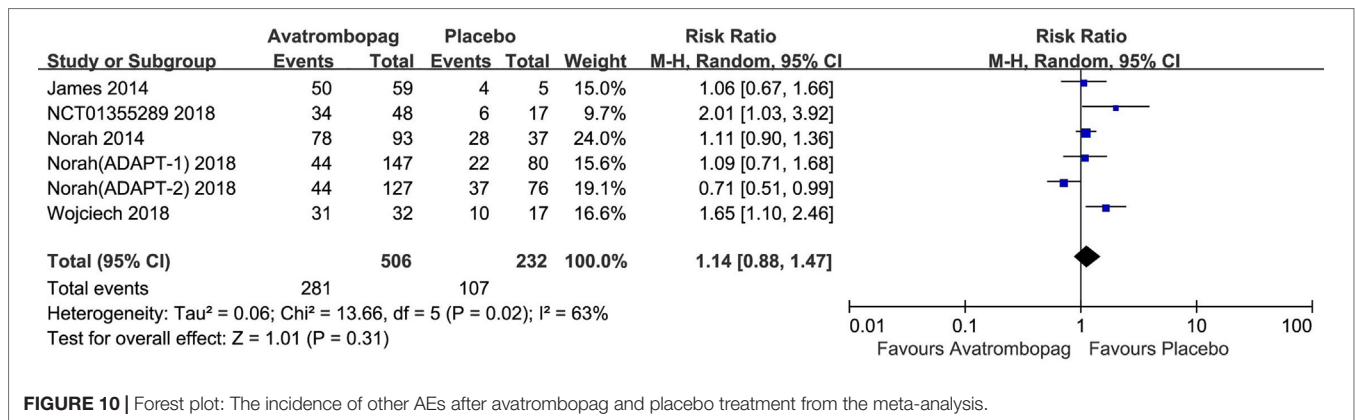 Avatrombopag Placebo Risk Ratio Risk Ratio
Study or Subgroup Events Total Events Total Weight M-H, Random, 95% CI M-H, Random, 95% CI
James 2014 50 59 4 5 15.0% 1.06 [0.67, 1.66]
NCT01355289 2018 34 48 6 17 9.7% 2.01 [1.03, 3.92]
Norah 2014 78 93 28 37 24.0% 1.11 [0.90, 1.36]
Norah(ADAPT-1) 2018 44 147 22 80 15.6% 1.09 [0.71, 1.68]
Norah(ADAPT-2) 2018 44 127 37 76 19.1% 0.71 [0.51, 0.99]
Wojciech 2018 31 32 10 17 16.6% 1.65 [1.10, 2.46]
Total (95% CI) 506 232 100.0% 1.14 [0.88, 1.47]
Total events 281 107
Heterogeneity: Tau² = 0.06; Chi² = 13.66, df = 5 (P = 0.02); I² = 63%
Test for overall effect: Z = 1.01 (P = 0.31)
0.01 0.1 1 10 100
Favours Avatrombopag Favours Placebo
FIGURE 10 | Forest plot: The incidence of other AEs after avatrombopag and placebo treatment from the meta-analysis.